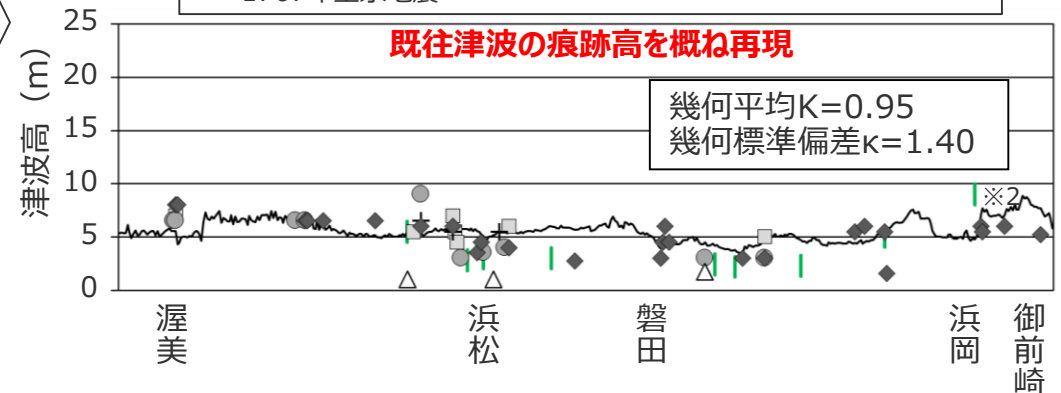 既往津波の痕跡高を概ね再現
幾何平均K=0.95
幾何標準偏差κ=1.40
津波高（m）
25
20
15
10
5
0
※2
渥美
浜松
磐田
浜岡
御前崎